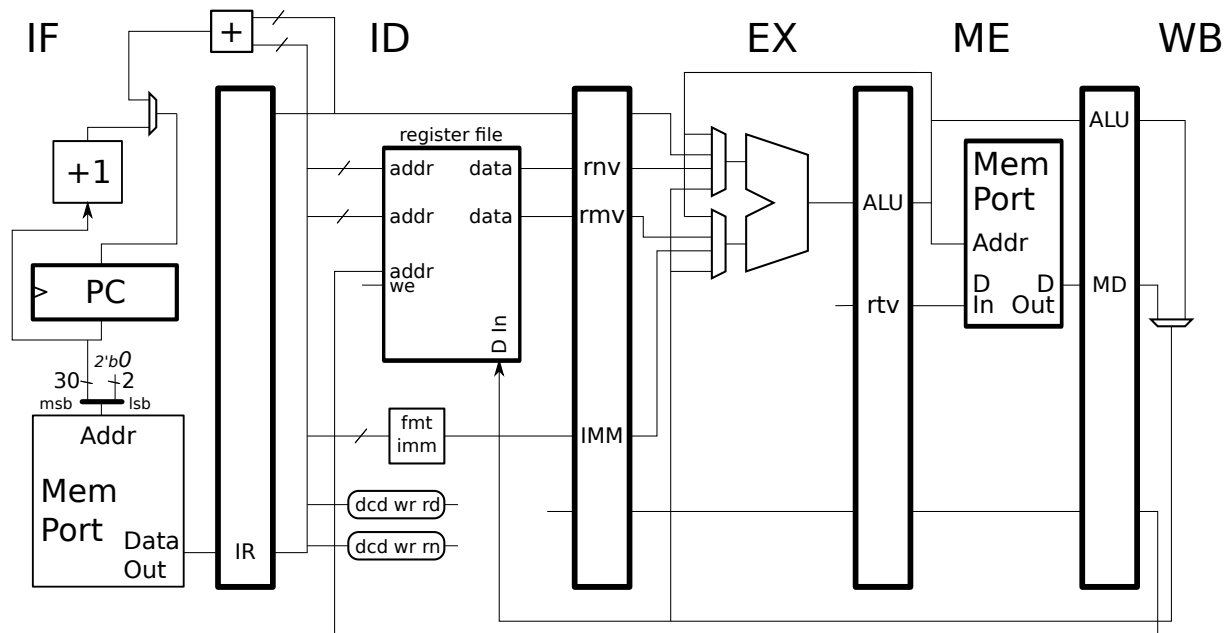 IF
+
ID
EX
ME
WB
+1
PC
30
2'b0
2
msb
lsb
Addr
Mem
Port
Data
Out
IR
register file
addr
data
addr
data
addr
we
D In
fmt
imm
dcd wr rd
dcd wr rn
rnv
rmv
IMM
ALU
rtv
Mem
Port
Addr
D
In
D
Out
ALU
MD